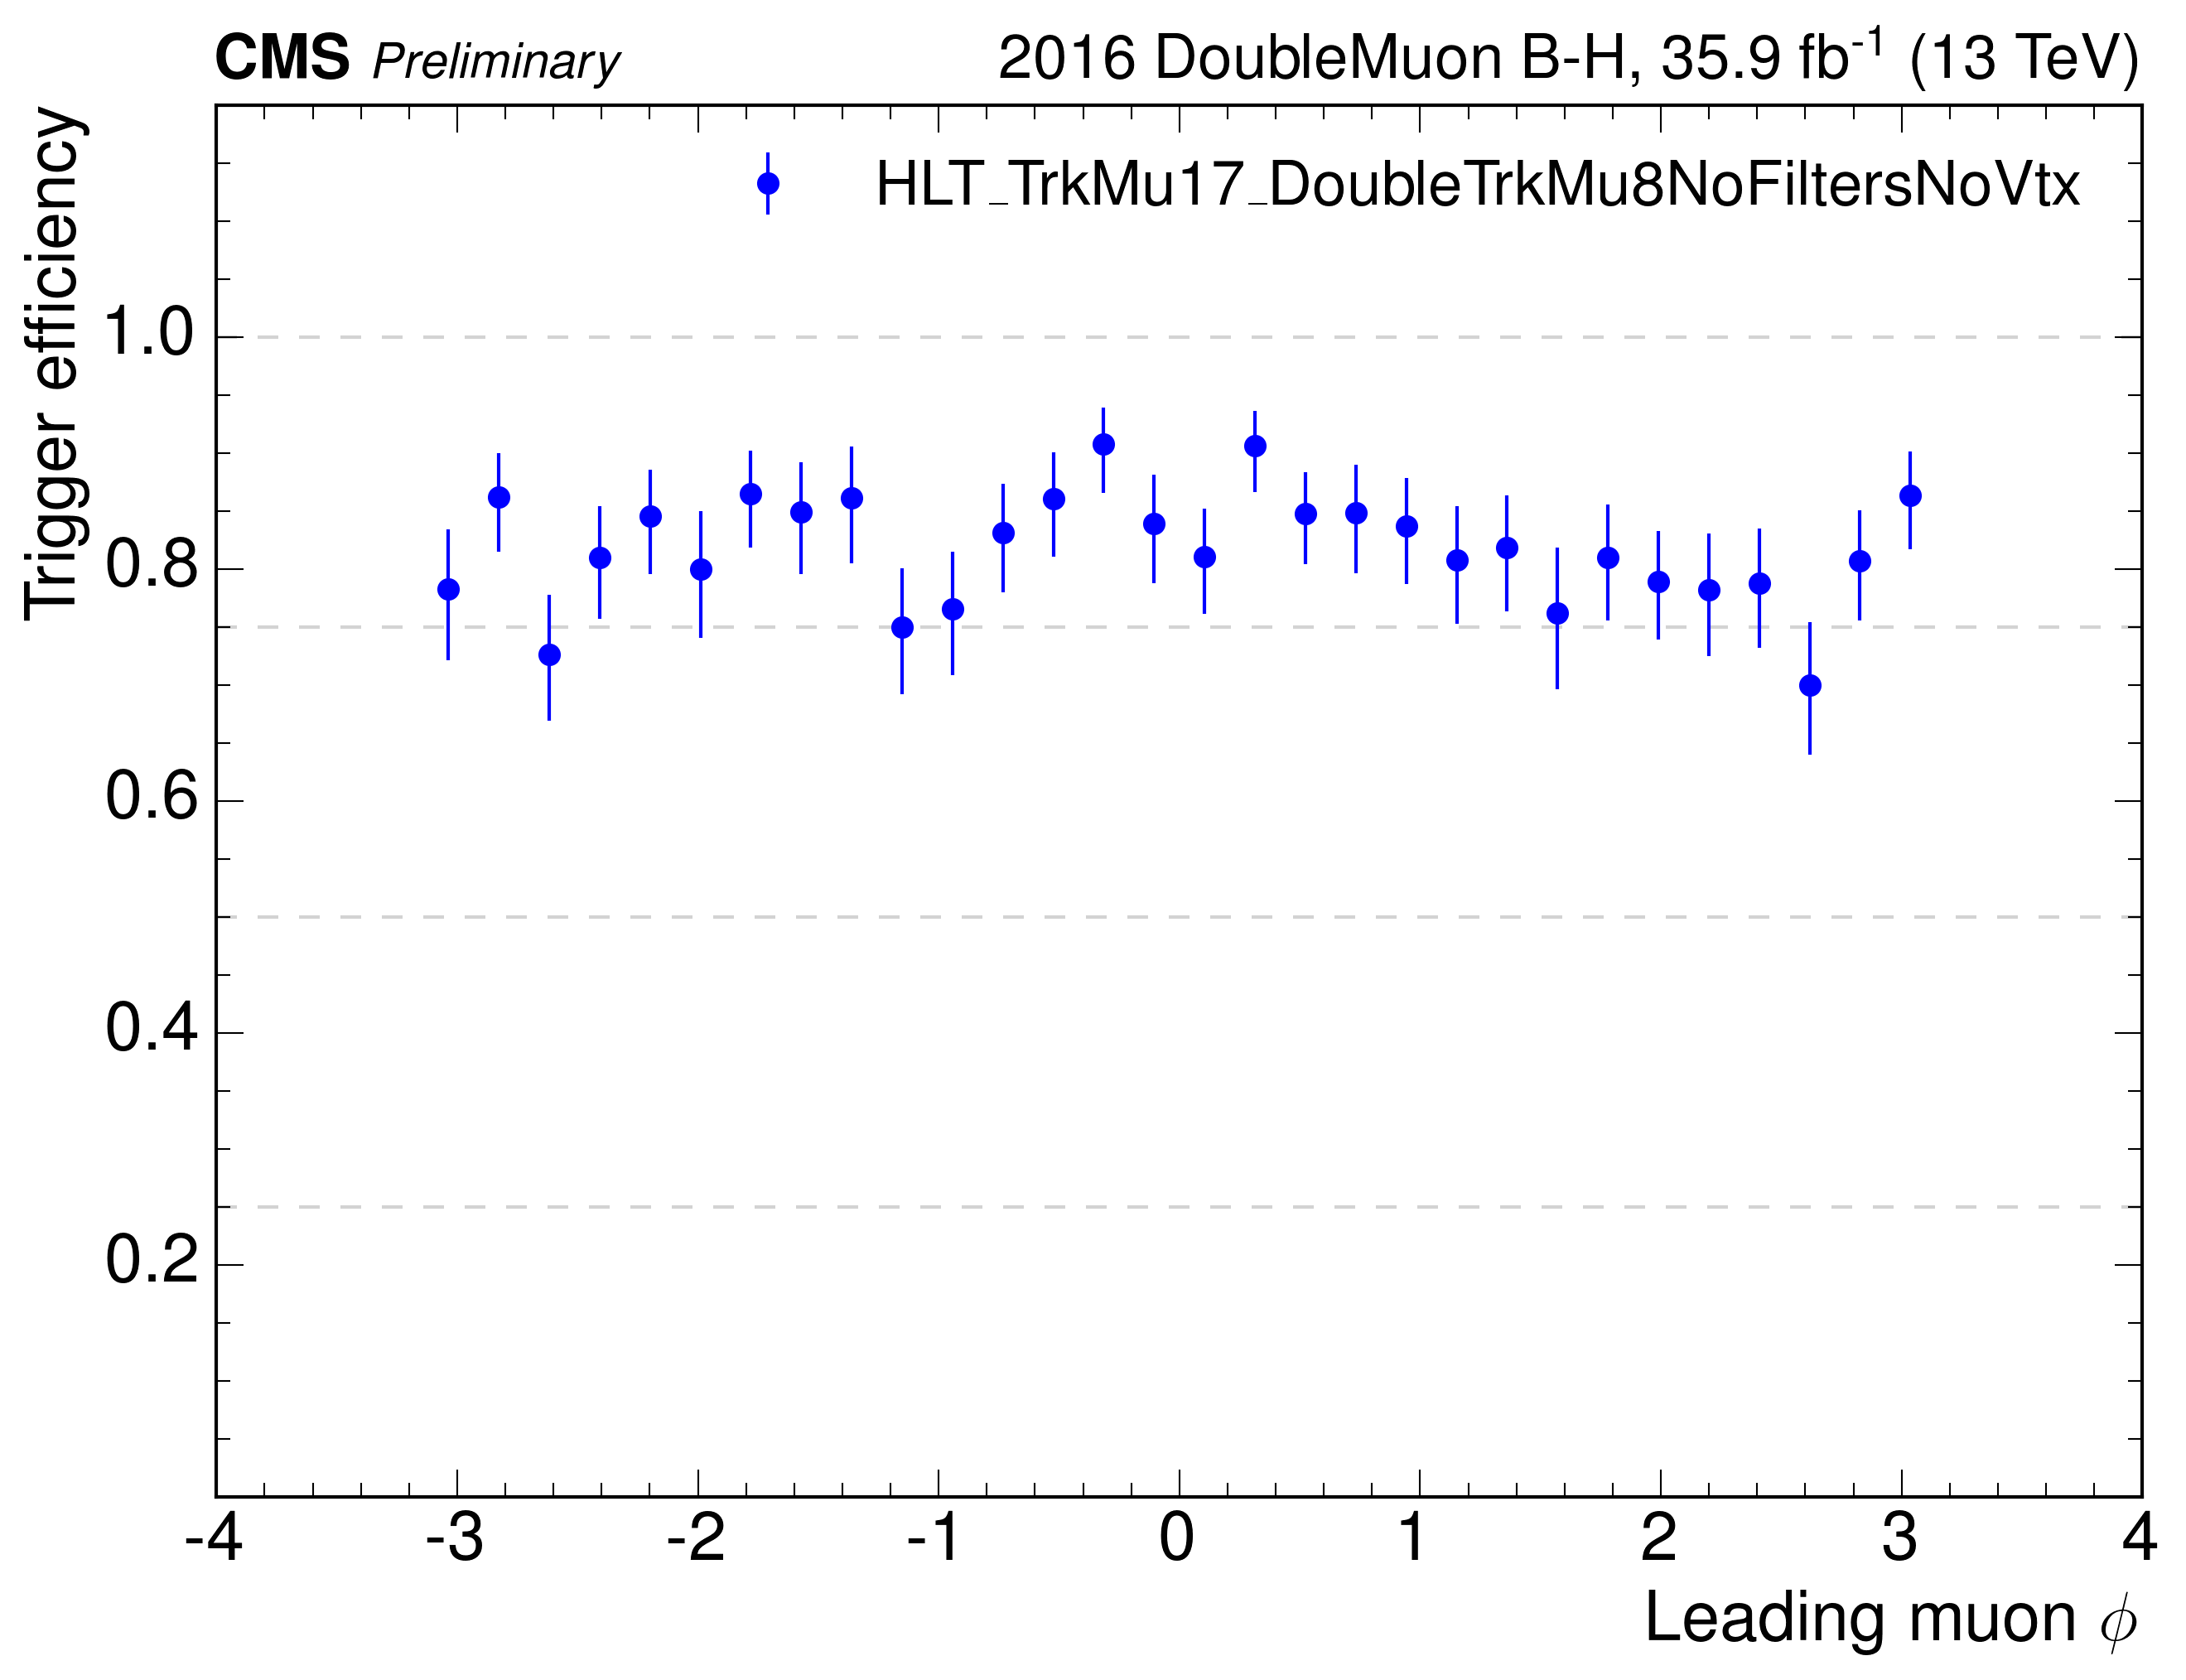 CMS Preliminary 2016 DoubleMuon B-H, 35.9 fb⁻¹ (13 TeV)
Trigger efficiency
HLT_TrkMu17_DoubleTrkMu8NoFiltersNoVtx
1.0
0.8
0.6
0.4
0.2
-4 -3 -2 -1 0 1 2 3 4
Leading muon ϕ